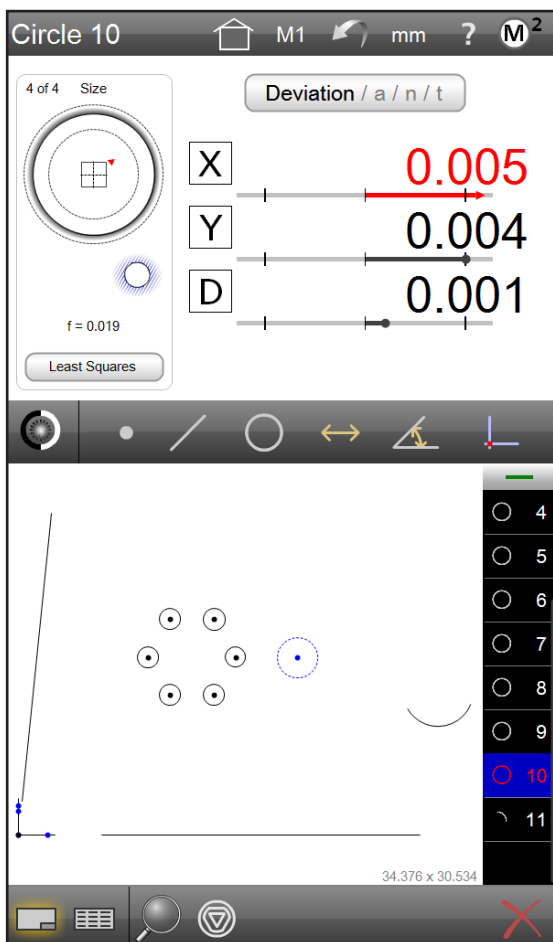 Circle 10 M1 mm ? M2
4 of 4 Size
Deviation / a / n / t
X 0.005
Y 0.004
D 0.001
f = 0.019
Least Squares
4
5
6
7
8
9
10
11
34.376 x 30.534